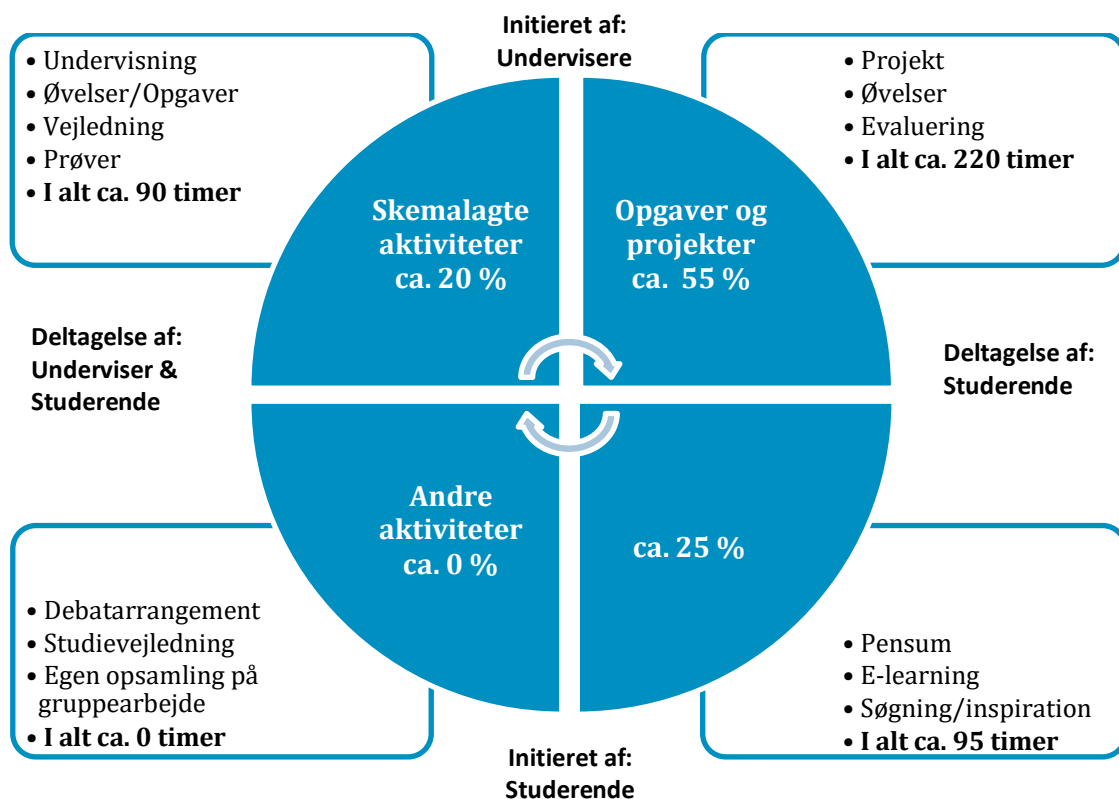 Initieret af:
Undervisere
• Undervisning
• Øvelser/Opgaver
• Vejledning
• Prøver
• I alt ca. 90 timer
• Projekt
• Øvelser
• Evaluering
• I alt ca. 220 timer
Skemalagte
aktiviteter
ca. 20 %
Opgaver og
projekter
ca. 55 %
Deltagelse af:
Underviser &
Studerende
Deltagelse af:
Studerende
Andre
aktiviteter
ca. 0 %
ca. 25 %
• Debatarrangement
• Studievejledning
• Egen opsamling på
gruppearbejde
• I alt ca. 0 timer
• Pensum
• E-learning
• Søgning/inspiration
• I alt ca. 95 timer
Initieret af:
Studerende